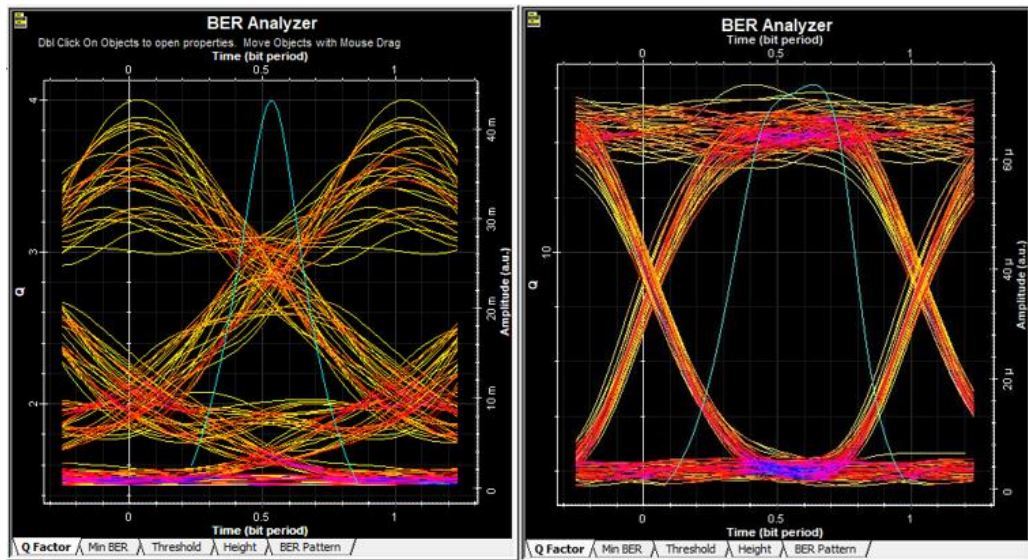 BER Analyzer
Dbl Click On Objects to open properties. Move Objects with Mouse Drag
Time (bit period)
0 0.5 1
4
3
2
Q
40 m
30 m
20 m
10 m
0
Amplitude (a.u.)
0 0.5 1
Time (bit period)
Q Factor Min BER Threshold Height BER Pattern
BER Analyzer
Time (bit period)
0 0.5 1
10
Q
60 µ
40 µ
20 µ
0
Amplitude (a.u.)
0 0.5 1
Time (bit period)
Q Factor Min BER Threshold Height BER Pattern